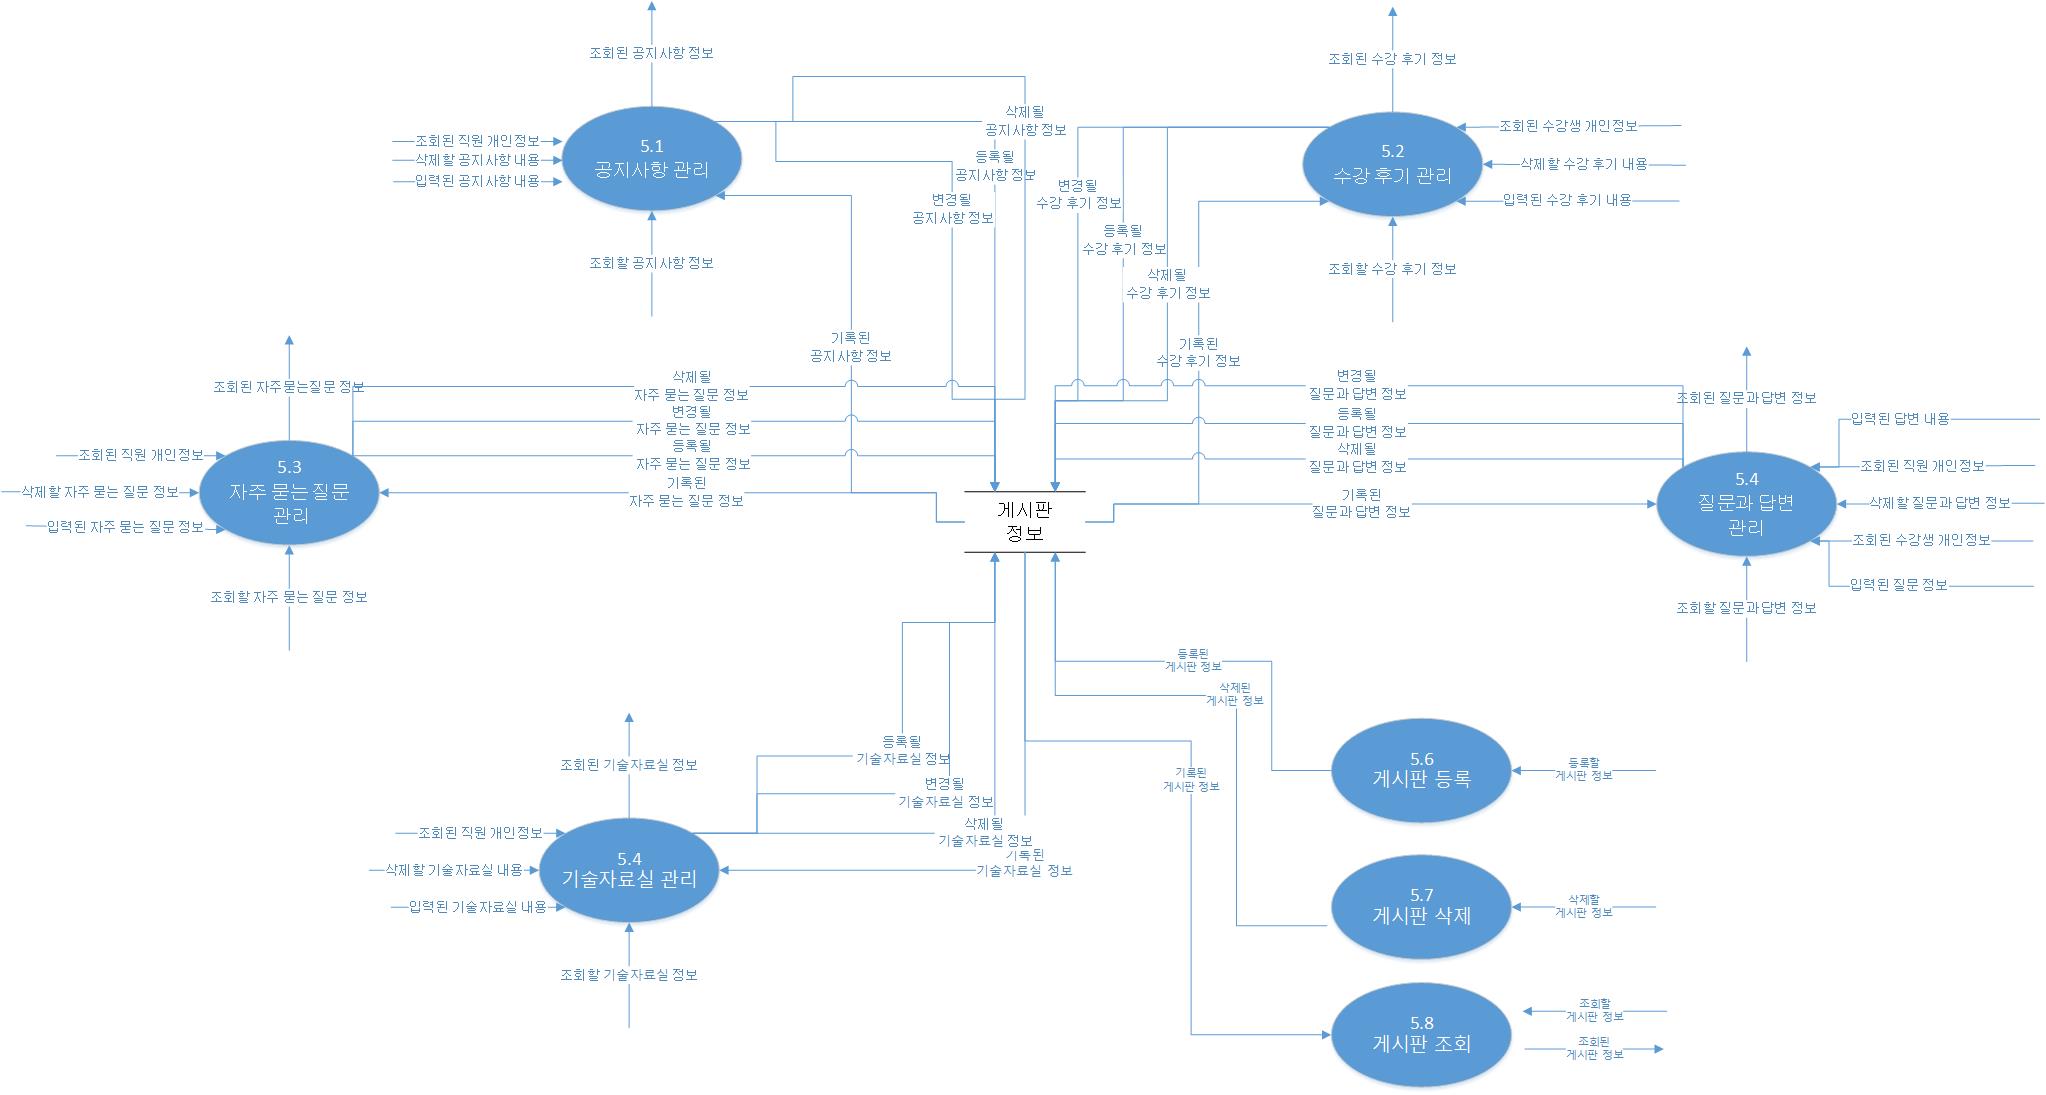 조회된 공지사항 정보
조회된 직원 개인정보
삭제할 공지사항 내용
입력된 공지사항 내용
5.1
공지사항 관리
조회할 공지사항 정보
삭제될
공지사항 정보
등록될
공지사항 정보
변경될
공지사항 정보
기록된
공지사항 정보
조회된 수강 후기 정보
5.2
수강 후기 관리
조회된 수강생 개인정보
삭제할 수강 후기 내용
입력된 수강 후기 내용
조회할 수강 후기 정보
변경될
수강 후기 정보
등록될
수강 후기 정보
삭제될
수강 후기 정보
기록된
수강 후기 정보
조회된 자주묻는질문 정보
조회된 직원 개인정보
삭제할 자주 묻는 질문 정보
입력된 자주 묻는 질문 정보
5.3
자주 묻는 질문
관리
조회할 자주 묻는 질문 정보
삭제될
자주 묻는 질문 정보
변경될
자주 묻는 질문 정보
등록될
자주 묻는 질문 정보
기록된
자주 묻는 질문 정보
게시판
정보
변경될
질문과 답변 정보
등록될
질문과 답변 정보
삭제될
질문과 답변 정보
기록된
질문과 답변 정보
조회된 질문과 답변 정보
5.4
질문과 답변
관리
입력된 답변 내용
조회된 직원 개인정보
삭제할 질문과 답변 정보
조회된 수강생 개인정보
입력된 질문 정보
조회할 질문과 답변 정보
조회된 기술자료실 정보
조회된 직원 개인정보
삭제할 기술자료실 내용
입력된 기술자료실 내용
5.4
기술자료실 관리
조회할 기술자료실 정보
등록될
기술자료실 정보
변경될
기술자료실 정보
삭제될
기술자료실 정보
기록된
기술자료실 정보
등록된
게시판 정보
삭제된
게시판 정보
기록된
게시판 정보
5.6
게시판 등록
등록할
게시판 정보
5.7
게시판 삭제
삭제할
게시판 정보
5.8
게시판 조회
조회할
게시판 정보
조회된
게시판 정보